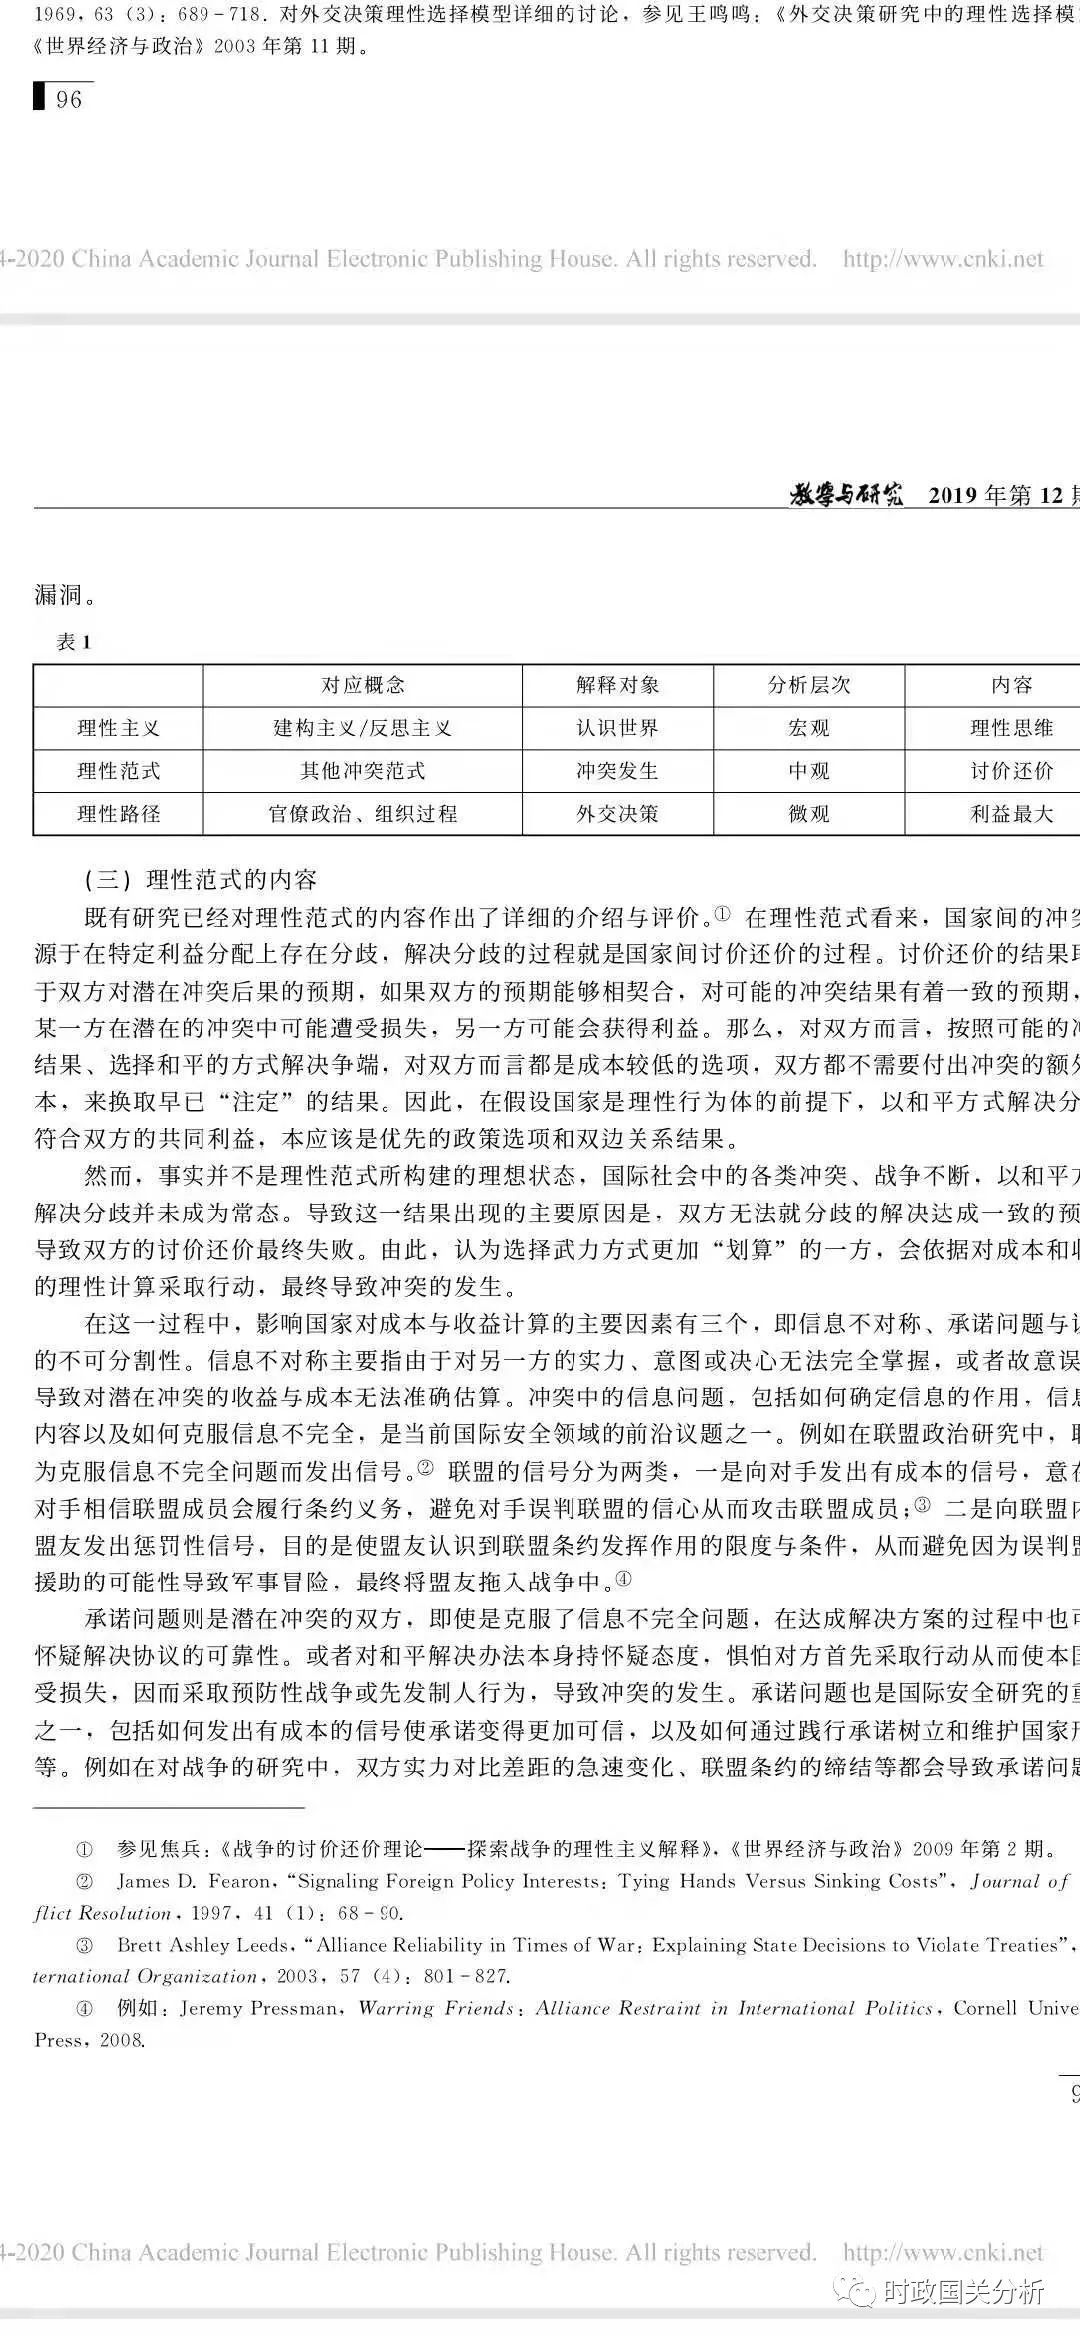 1969, 63 (3): 689-718. 对外交决策理性选择模型详细的讨论，参见王鸣鸣：《外交决策研究中的理性选择模
《世界经济与政治》2003 年第 11 期。
96
4-2020 China Academic Journal Electronic Publishing House. All rights reserved. http://www.cnki.net
教学与研究 2019 年第 12 期
漏洞。
表 1
对应概念 解释对象 分析层次 内容
理性主义 建构主义/反思主义 认识世界 宏观 理性思维
理性范式 其他冲突范式 冲突发生 中观 讨价还价
理性路径 官僚政治、组织过程 外交决策 微观 利益最大
(三) 理性范式的内容
既有研究已经对理性范式的内容作出了详细的介绍与评价。① 在理性范式看来，国家间的冲突
源于在特定利益分配上存在分歧，解决分歧的过程就是国家间讨价还价的过程。讨价还价的结果取
于双方对潜在冲突后果的预期，如果双方的预期能够相契合，对可能的冲突结果有着一致的预期，
某一方在潜在的冲突中可能遭受损失，另一方可能会获得利益。那么，对双方而言，按照可能的冲
结果、选择和平的方式解决争端，对双方而言都是成本较低的选项，双方都不需要付出冲突的额外
本，来换取早已“注定”的结果。因此，在假设国家是理性行为体的前提下，以和平方式解决分
符合双方的共同利益，本应该是优先的政策选项和双边关系结果。
然而，事实并不是理性范式所构建的理想状态，国际社会中的各类冲突、战争不断，以和平方
解决分歧并未成为常态。导致这一结果出现的主要原因是，双方无法就分歧的解决达成一致的预
导致双方的讨价还价最终失败。由此，认为选择武力方式更加“划算”的一方，会依据对成本和收
的理性计算采取行动，最终导致冲突的发生。
在这一过程中，影响国家对成本与收益计算的主要因素有三个，即信息不对称、承诺问题与议
的不可分割性。信息不对称主要指由于对另一方的实力、意图或决心无法完全掌握，或者故意误
导致对潜在冲突的收益与成本无法准确估算。冲突中的信息问题，包括如何确定信息的作用，信息
内容以及如何克服信息不完全，是当前国际安全领域的前沿议题之一。例如在联盟政治研究中，联
为克服信息不完全问题而发出信号。② 联盟的信号分为两类，一是向对手发出有成本的信号，意在
对手相信联盟成员会履行条约义务，避免对手误判联盟的信心从而攻击联盟成员；③ 二是向联盟内
盟友发出惩罚性信号，目的是使盟友认识到联盟条约发挥作用的限度与条件，从而避免因为误判盟
援助的可能性导致军事冒险，最终将盟友拖入战争中。④
承诺问题则是潜在冲突的双方，即使是克服了信息不完全问题，在达成解决方案的过程中也可
怀疑解决协议的可靠性。或者对和平解决办法本身持怀疑态度，惧怕对方首先采取行动从而使本国
受损失，因而采取预防性战争或先发制人行为，导致冲突的发生。承诺问题也是国际安全研究的重
之一，包括如何发出有成本的信号使承诺变得更加可信，以及如何通过践行承诺树立和维护国家形
等。例如在对战争的研究中，双方实力对比差距的急速变化、联盟条约的缔结等都会导致承诺问题
① 参见焦兵：《战争的讨价还价理论——探索战争的理性主义解释》，《世界经济与政治》2009 年第 2 期。
② James D. Fearon, “Signaling Foreign Policy Interests: Tying Hands Versus Sinking Costs”, Journal of
flict Resolution, 1997, 41 (1): 68-90.
③ Brett Ashley Leeds, “Alliance Reliability in Times of War: Explaining State Decisions to Violate Treaties”,
ternational Organization, 2003, 57 (4): 801-827.
④ 例如：Jeremy Pressman, Warring Friends: Alliance Restraint in International Politics, Cornell Unive
Press, 2008.
9
4-2020 China Academic Journal Electronic Publishing House. All rights reserved. http://www.cnki.net
时政国关分析